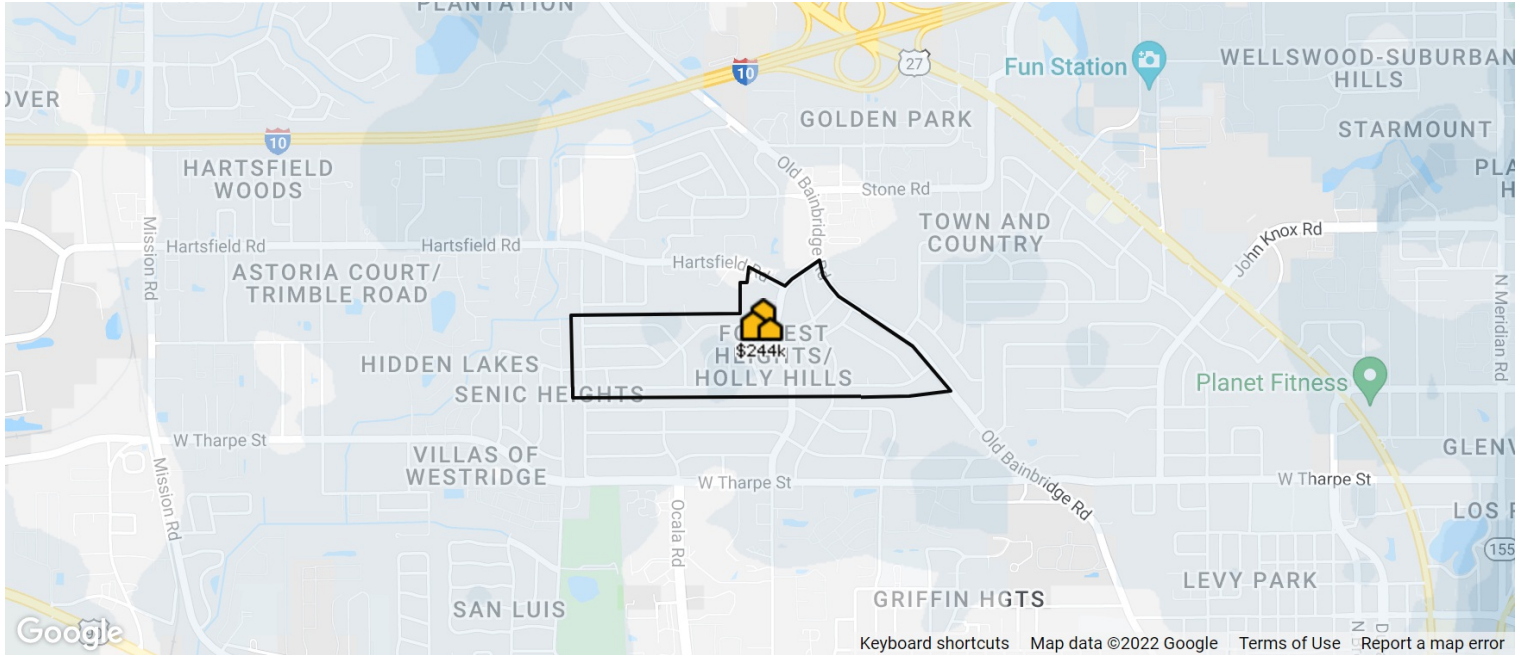 PLANTATION
10
27
Fun Station
WELLSWOOD-SUBURBAN
HILLS
OVER
GOLDEN PARK
STARMOUNT
10
HARTSFIELD
WOODS
Old Bainbridge Rd
Stone Rd
PLA
H
Mission Rd
Hartsfield Rd
Hartsfield Rd
TOWN AND
COUNTRY
John Knox Rd
Hartsfield Rd
ASTORIA COURT/
TRIMBLE ROAD
N Meridian Rd
$244k
FOREST
HEIGHTS/
HOLLY HILLS
HIDDEN LAKES
SENIC HEIGHTS
Planet Fitness
W Tharpe St
VILLAS OF
WESTRIDGE
Old Bainbridge Rd
GLENV
W Tharpe St
W Tharpe St
Mission Rd
Ocala Rd
LOS
155
LEVY PARK
SAN LUIS
GRIFFIN HGTS
Google
90
Keyboard shortcuts
Map data ©2022 Google
Terms of Use
Report a map error